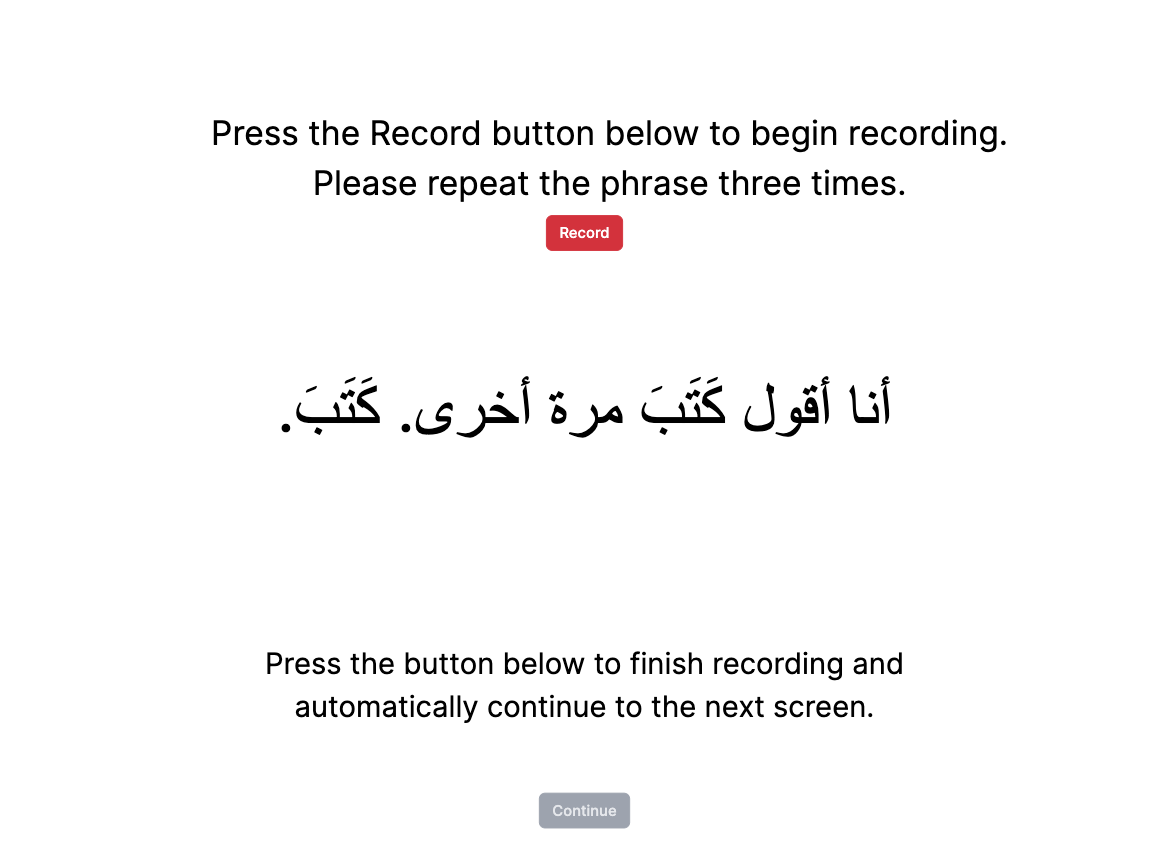 Press the Record button below to begin recording.
Please repeat the phrase three times.
Record
أنا أقول كَتَبَ مرة أخرى. كَتَبَ.
Press the button below to finish recording and
automatically continue to the next screen.
Continue